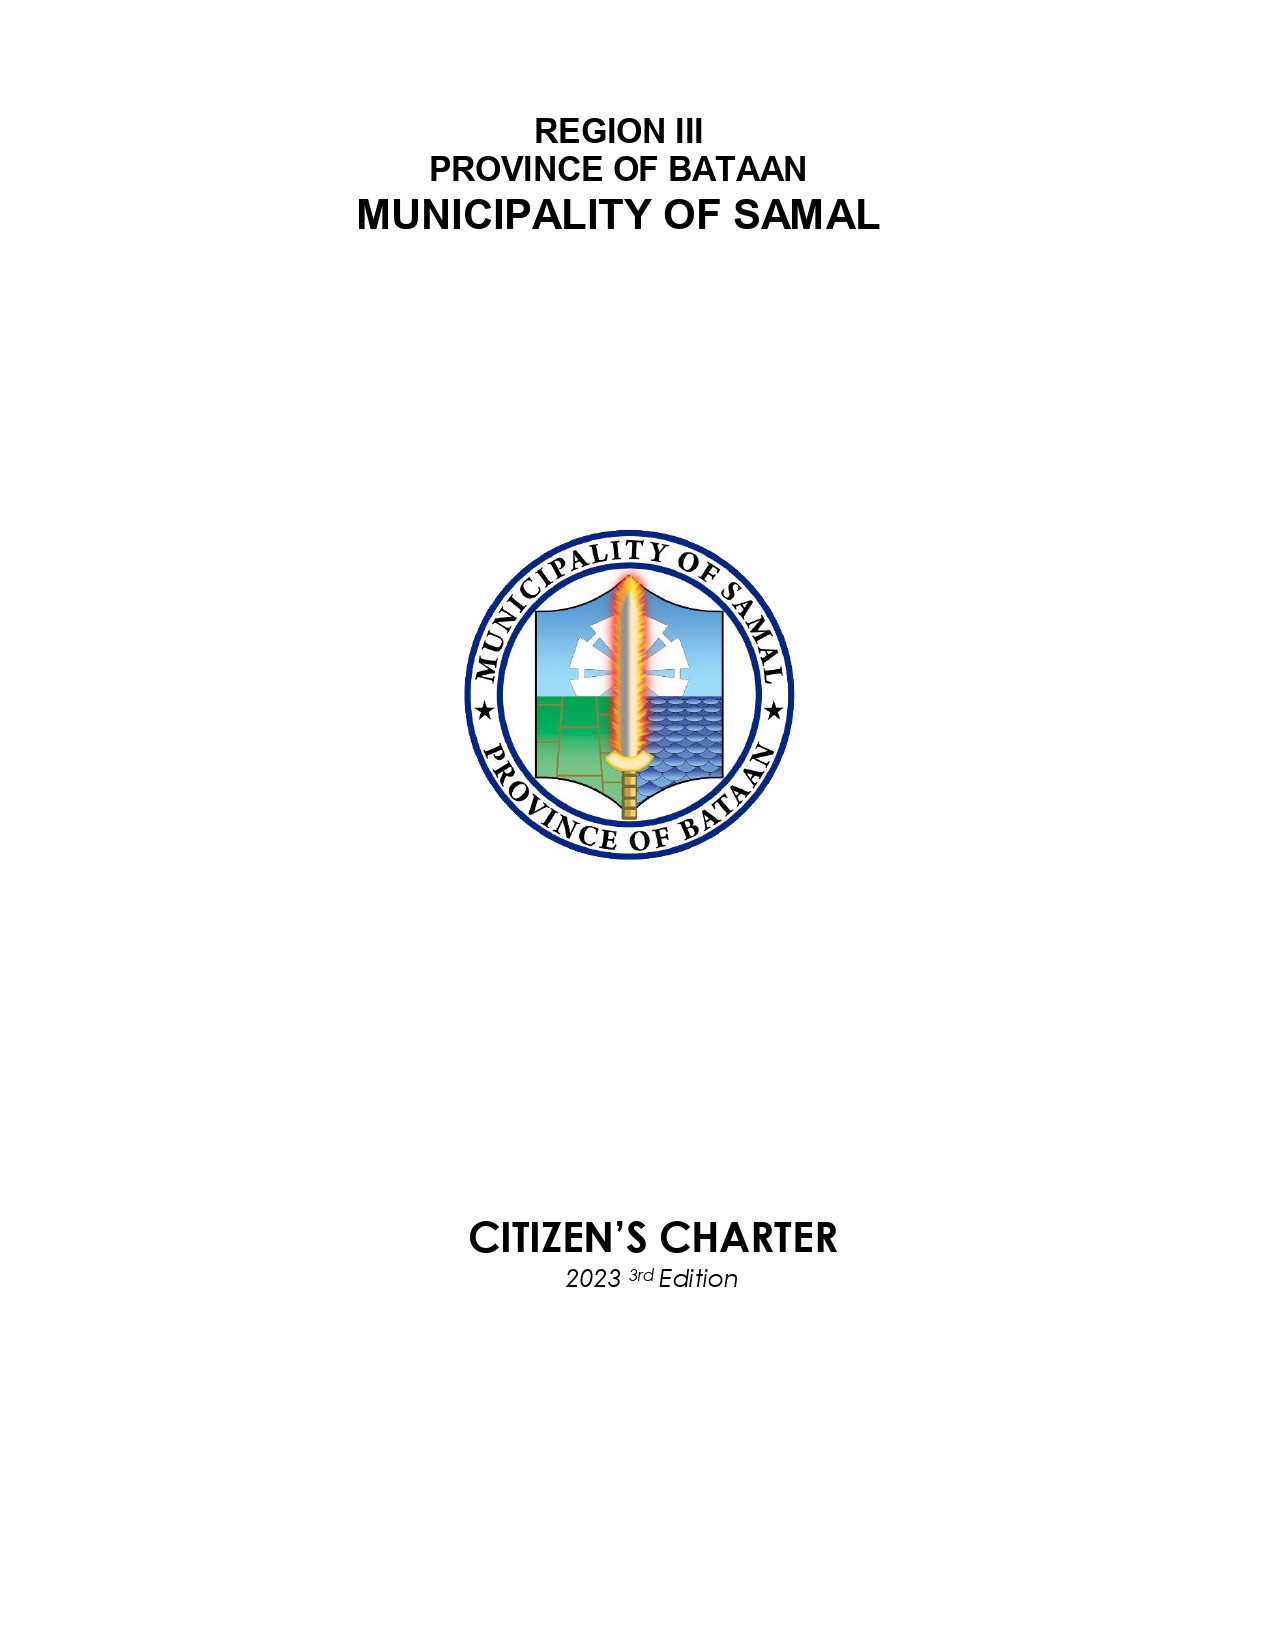 REGION III
PROVINCE OF BATAAN
MUNICIPALITY OF SAMAL
MUNICIPALITY OF SAMAL
★ ★
PROVINCE OF BATAAN
CITIZEN’S CHARTER
2023 3rd Edition